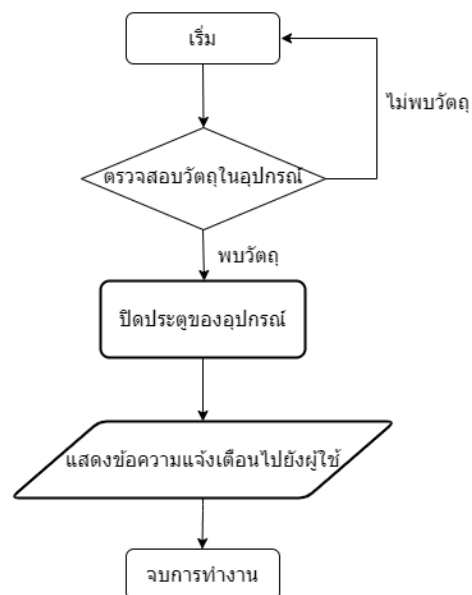 เริ่ม
ไม่พบวัตถุ
ตรวจสอบวัตถุในอุปกรณ์
พบวัตถุ
ปิดประตูของอุปกรณ์
แสดงข้อความแจ้งเตือนไปยังผู้ใช้
จบการทำงาน